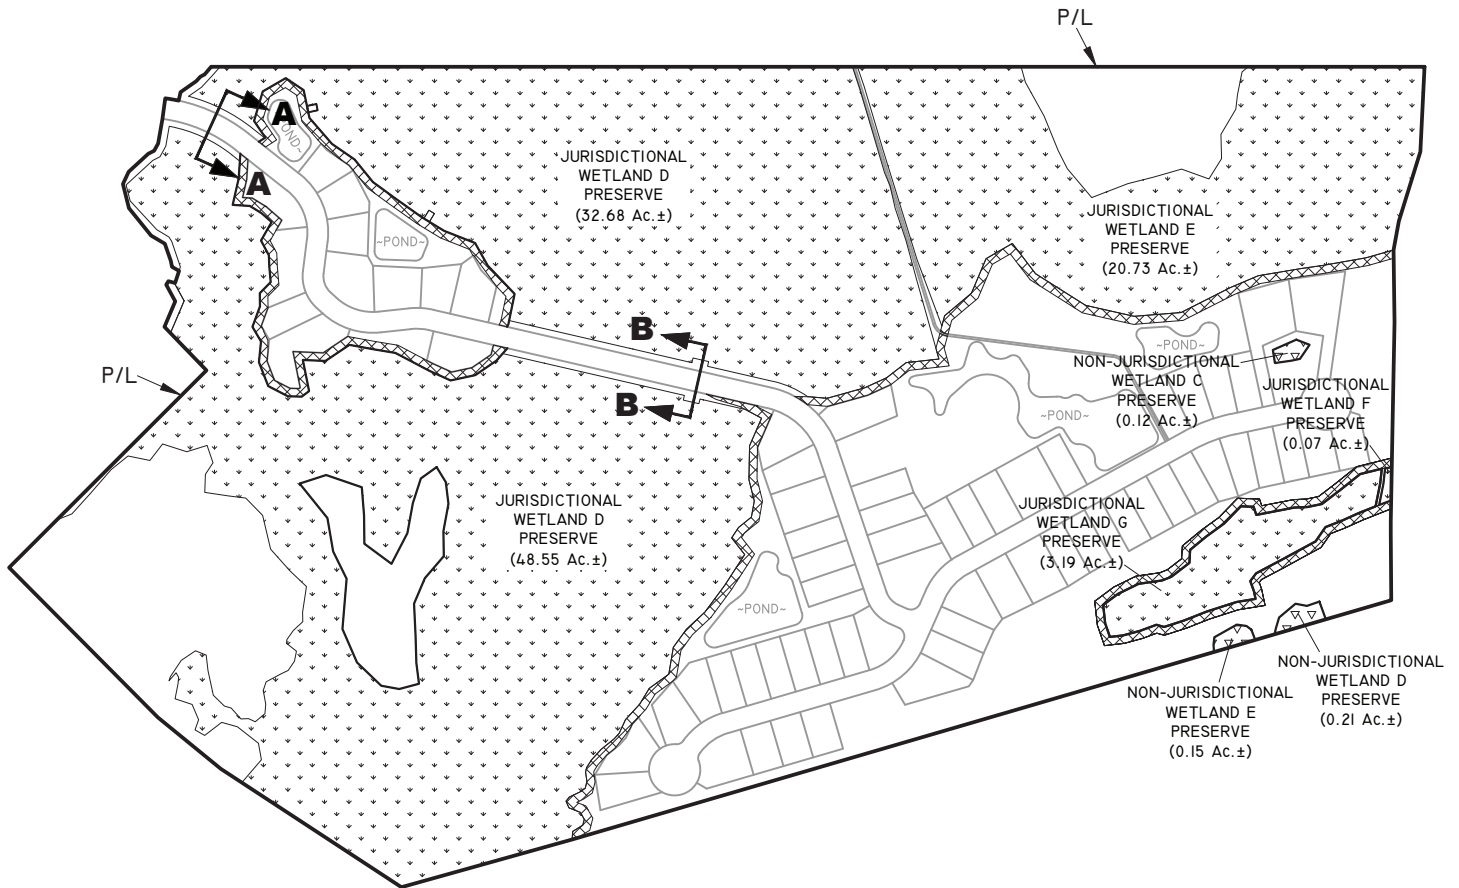 P/L
A
~POND~
A
JURISDICTIONAL
WETLAND D
PRESERVE
(32.68 Ac.±)
~POND~
JURISDICTIONAL
WETLAND E
PRESERVE
(20.73 Ac.±)
B
B
P/L
~POND~
NON-JURISDICTIONAL
WETLAND C
PRESERVE
(0.12 Ac.±)
JURISDICTIONAL
WETLAND F
PRESERVE
(0.07 Ac.±)
~POND~
JURISDICTIONAL
WETLAND D
PRESERVE
(48.55 Ac.±)
JURISDICTIONAL
WETLAND G
PRESERVE
(3.19 Ac.±)
~POND~
NON-JURISDICTIONAL
WETLAND D
PRESERVE
(0.21 Ac.±)
NON-JURISDICTIONAL
WETLAND E
PRESERVE
(0.15 Ac.±)